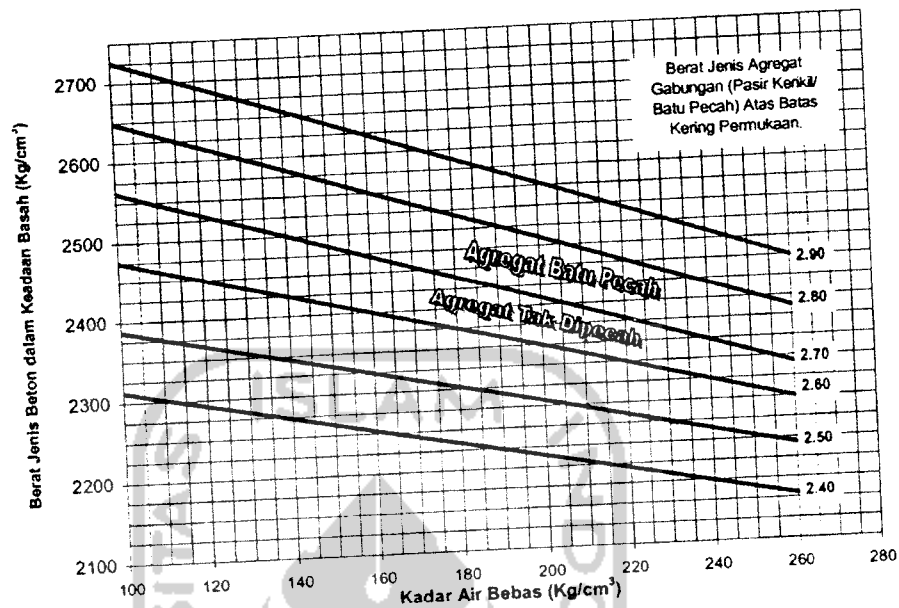 Berat Jenis Agregat
Gabungan (Pasir Kerikil/
Batu Pecah) Atas Batas
Kering Permukaan.
Berat Jenis Beton dalam Keadaan Basah (Kg/cm³)
2700
2600
2500
2400
2300
2200
2100
Agregat Batu Pecah
Agregat Tak Dipecah
2.90
2.80
2.70
2.60
2.50
2.40
100 120 140 160 180 200 220 240 260 280
Kadar Air Bebas (Kg/cm³)
ISLAM
SITAS